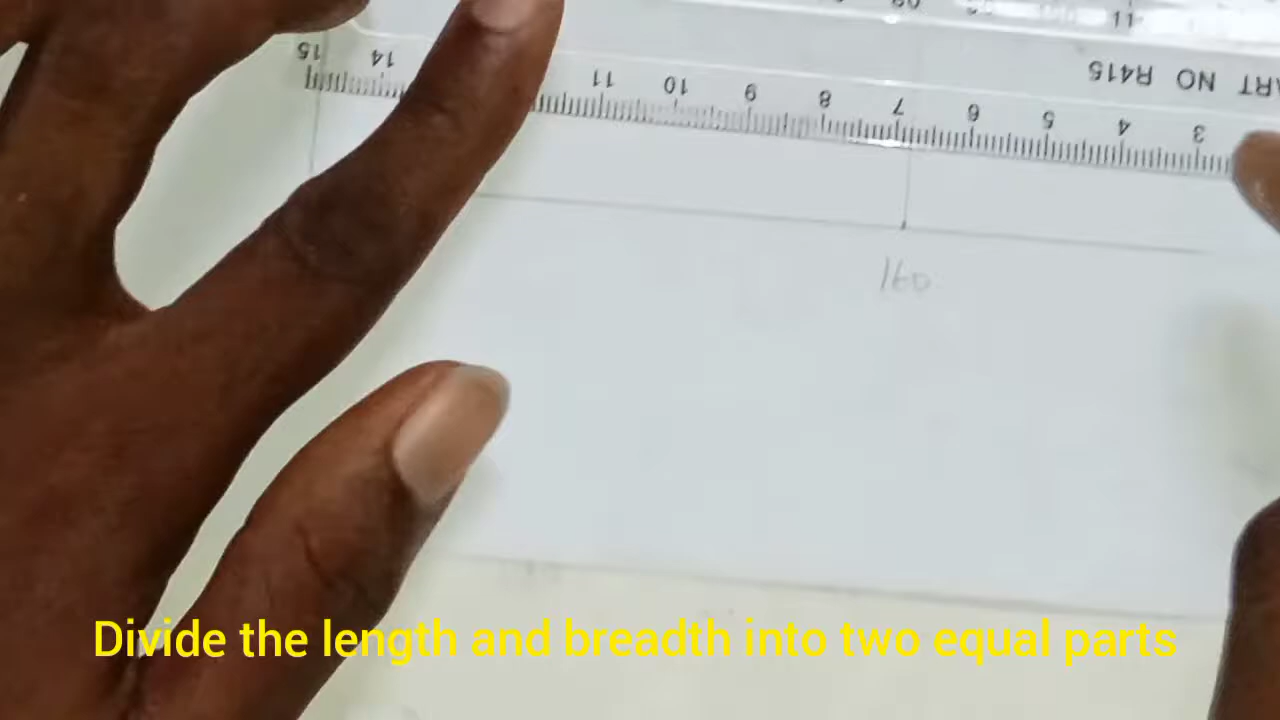 11
ART NO R415
15 14 11 10 9 8 7 6 5 4 3
160
Divide the length and breadth into two equal parts